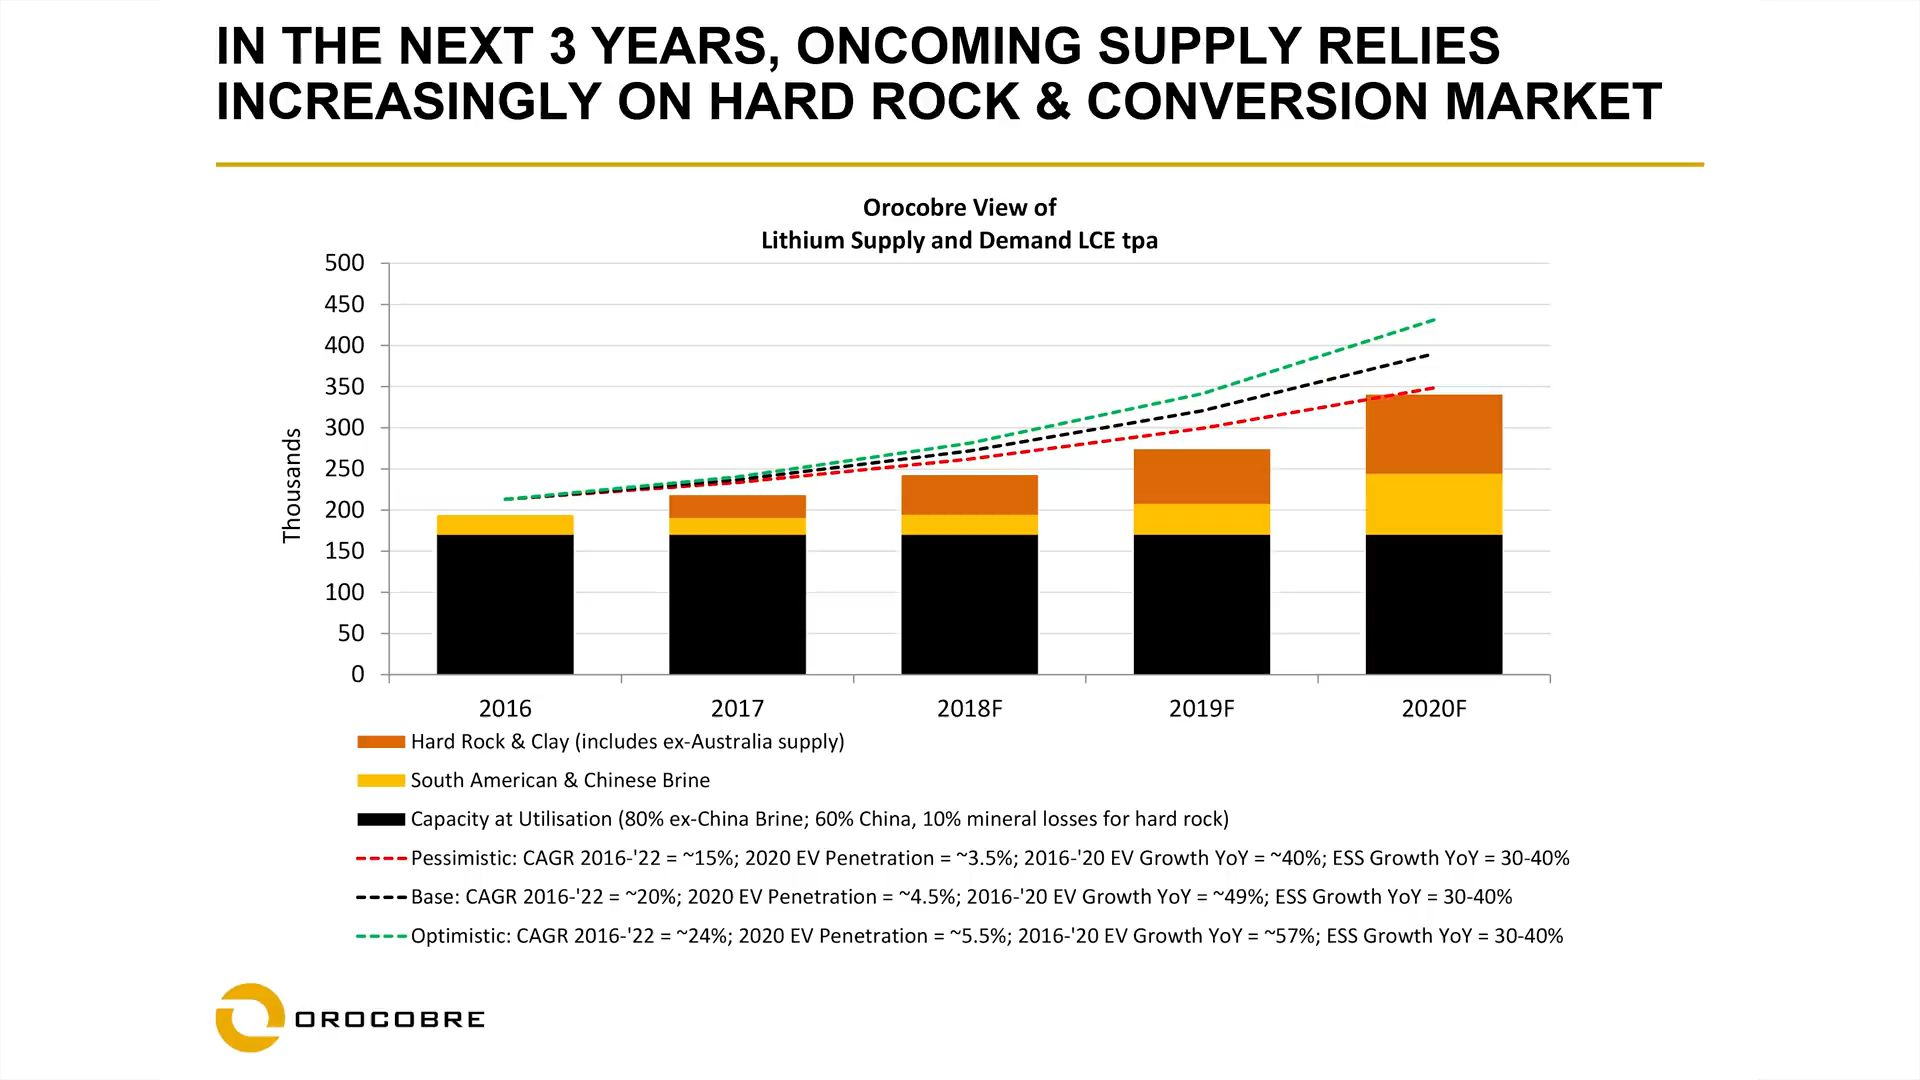 IN THE NEXT 3 YEARS, ONCOMING SUPPLY RELIES
INCREASINGLY ON HARD ROCK & CONVERSION MARKET
Orocobre View of
Lithium Supply and Demand LCE tpa
500
450
400
350
300
250
200
150
100
50
0
Thousands
2016 2017 2018F 2019F 2020F
Hard Rock & Clay (includes ex-Australia supply)
South American & Chinese Brine
Capacity at Utilisation (80% ex-China Brine; 60% China, 10% mineral losses for hard rock)
Pessimistic: CAGR 2016-'22 = ~15%; 2020 EV Penetration = ~3.5%; 2016-'20 EV Growth YoY = ~40%; ESS Growth YoY = 30-40%
Base: CAGR 2016-'22 = ~20%; 2020 EV Penetration = ~4.5%; 2016-'20 EV Growth YoY = ~49%; ESS Growth YoY = 30-40%
Optimistic: CAGR 2016-'22 = ~24%; 2020 EV Penetration = ~5.5%; 2016-'20 EV Growth YoY = ~57%; ESS Growth YoY = 30-40%
OROCOBRE